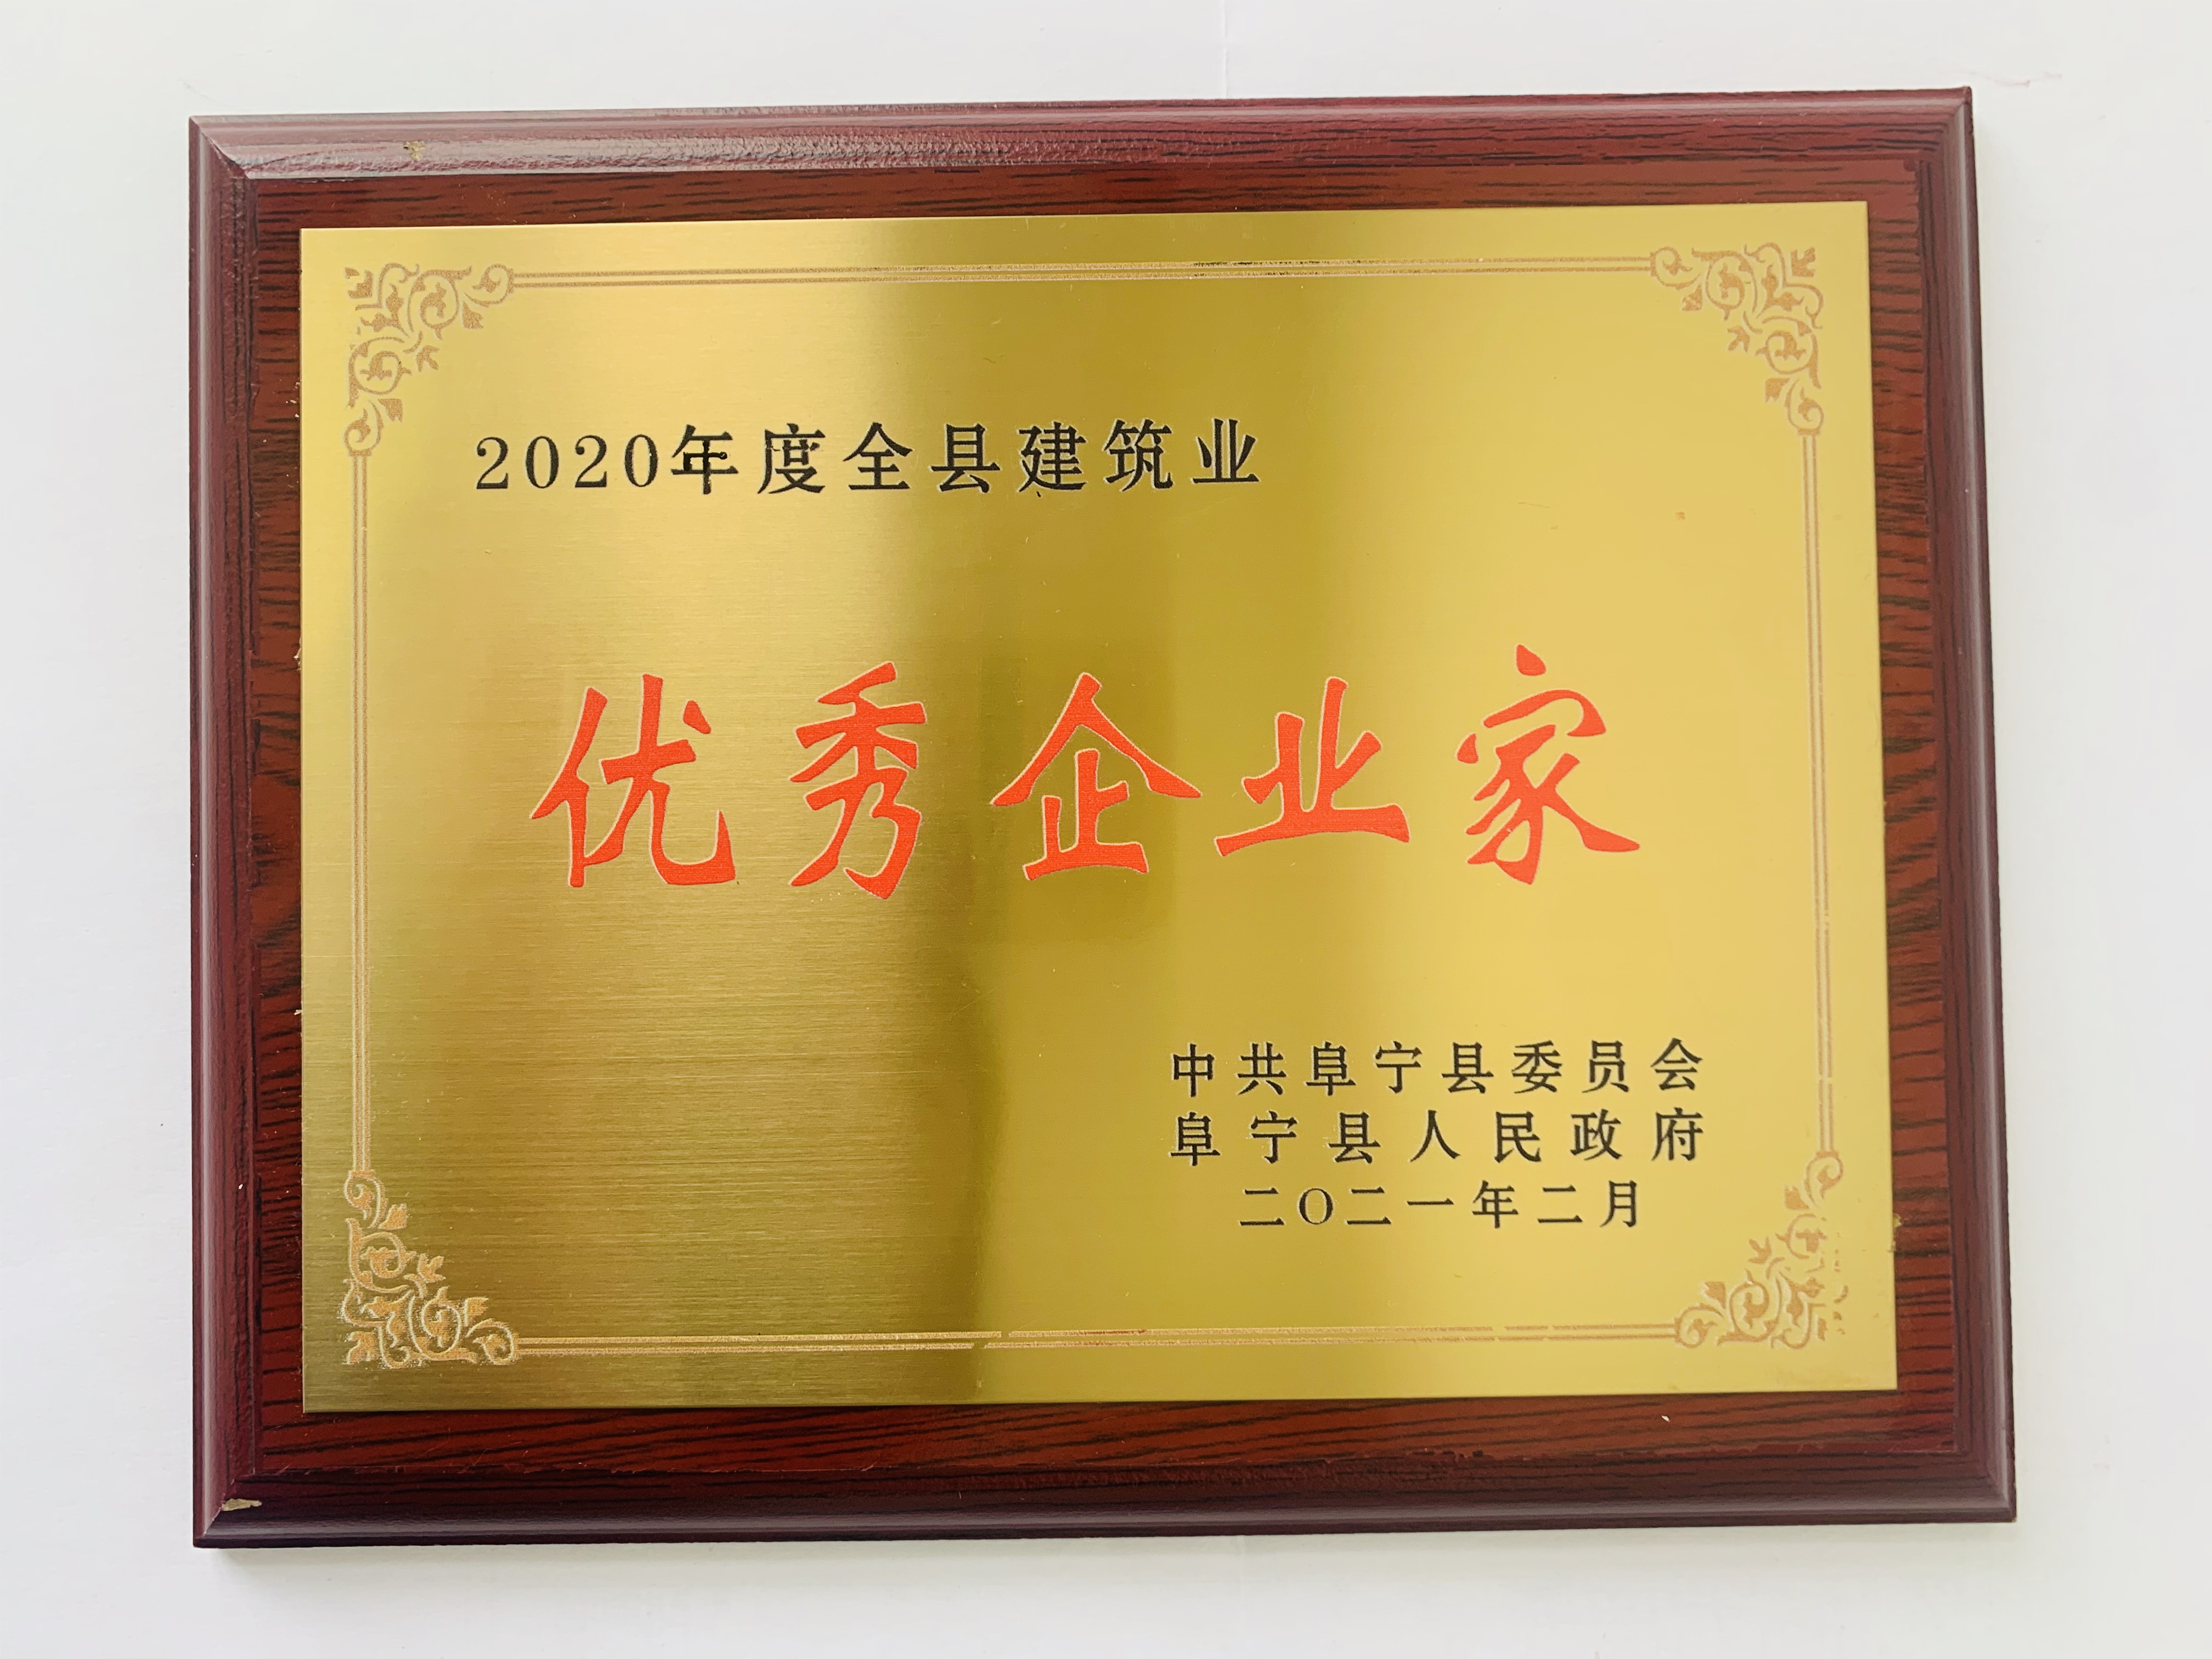 2020年度全县建筑业
优秀企业家
中共阜宁县委员会
阜宁县人民政府
二〇二一年二月